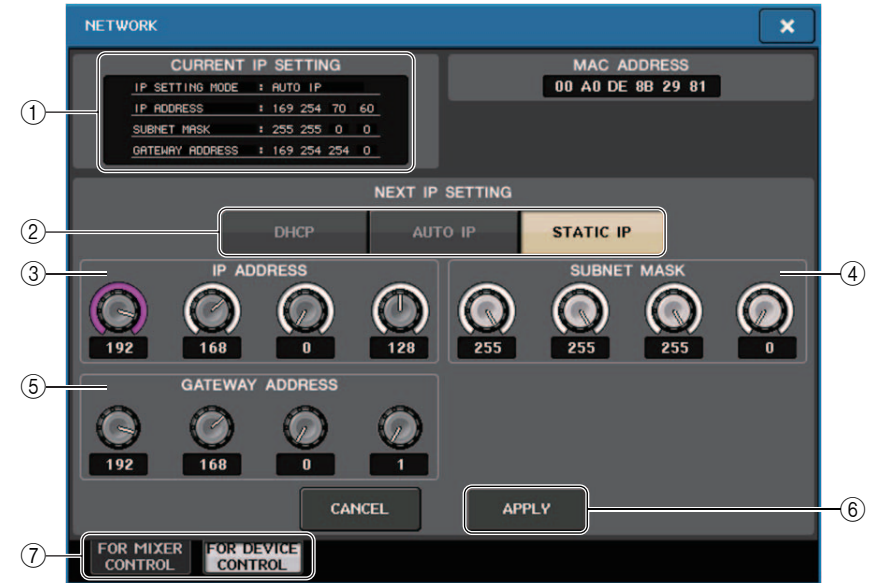 NETWORK
×
CURRENT IP SETTING
IP SETTING MODE : AUTO IP
IP ADDRESS : 169 254 70 60
SUBNET MASK : 255 255 0 0
GATEWAY ADDRESS : 169 254 254 0
MAC ADDRESS
00 A0 DE 8B 29 81
①
NEXT IP SETTING
②
DHCP
AUTO IP
STATIC IP
③
IP ADDRESS
192 168 0 128
SUBNET MASK
④
255 255 255 0
⑤
GATEWAY ADDRESS
192 168 0 1
CANCEL
APPLY
⑥
⑦
FOR MIXER
CONTROL
FOR DEVICE
CONTROL